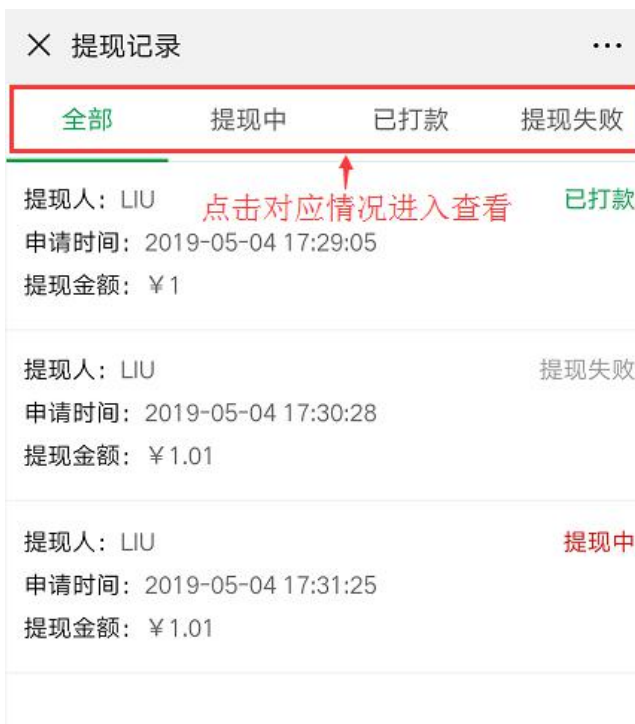 提现记录
全部 提现中 已打款 提现失败
提现人：LIU 已打款
点击对应情况进入查看
申请时间：2019-05-04 17:29:05
提现金额：￥1
提现人：LIU 提现失败
申请时间：2019-05-04 17:30:28
提现金额：￥1.01
提现人：LIU 提现中
申请时间：2019-05-04 17:31:25
提现金额：￥1.01